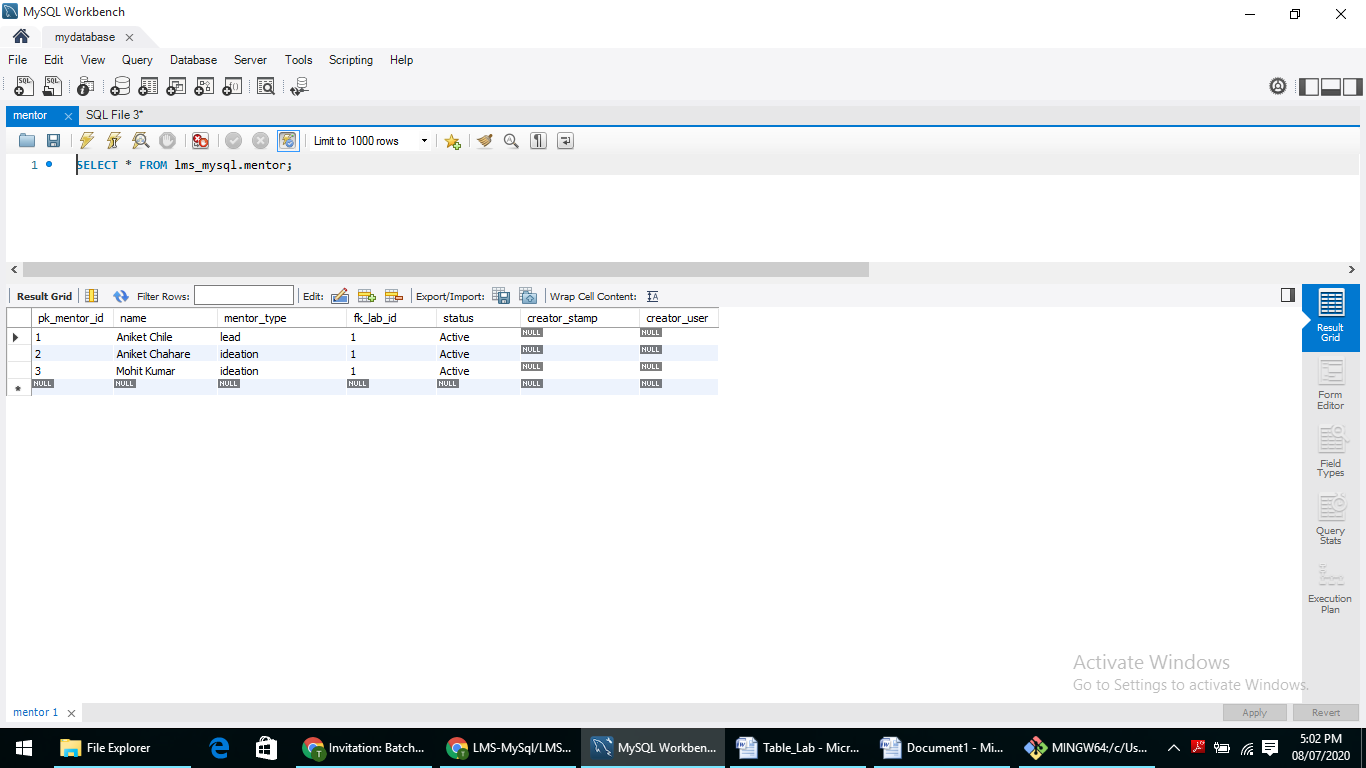 MySQL Workbench
mydatabase
File Edit View Query Database Server Tools Scripting Help
mentor SQL File 3*
Limit to 1000 rows
1 SELECT * FROM lms_mysql.mentor;
Result Grid Filter Rows: Edit: Export/Import: Wrap Cell Content:
pk_mentor_id name mentor_type fk_lab_id status creator_stamp creator_user
1 Aniket Chile lead 1 Active NULL NULL
2 Aniket Chahare ideation 1 Active NULL NULL
3 Mohit Kumar ideation 1 Active NULL NULL
NULL NULL NULL NULL NULL NULL NULL
Result
Grid
Form
Editor
Field
Types
Query
Stats
Execution
Plan
Activate Windows
Go to Settings to activate Windows.
mentor 1 Apply Revert
File Explorer Invitation: Batch... LMS-MySql/LMS... MySQL Workben... Table_Lab - Micr... Document1 - Mi... MINGW64:/c/Us...
5:02 PM
08/07/2020